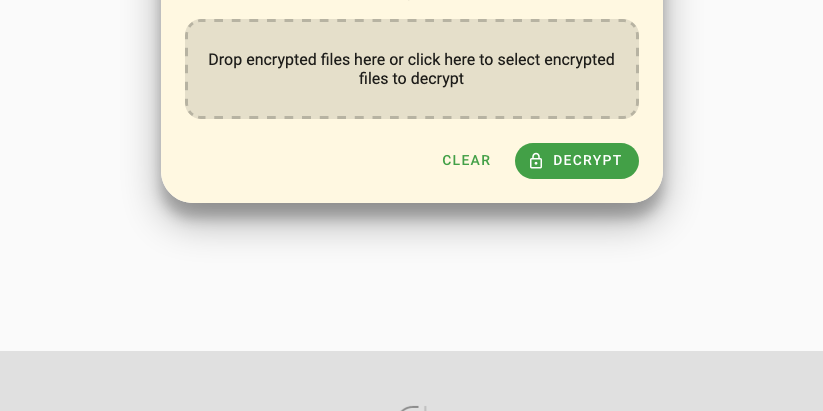 Drop encrypted files here or click here to select encrypted
files to decrypt
CLEAR
DECRYPT